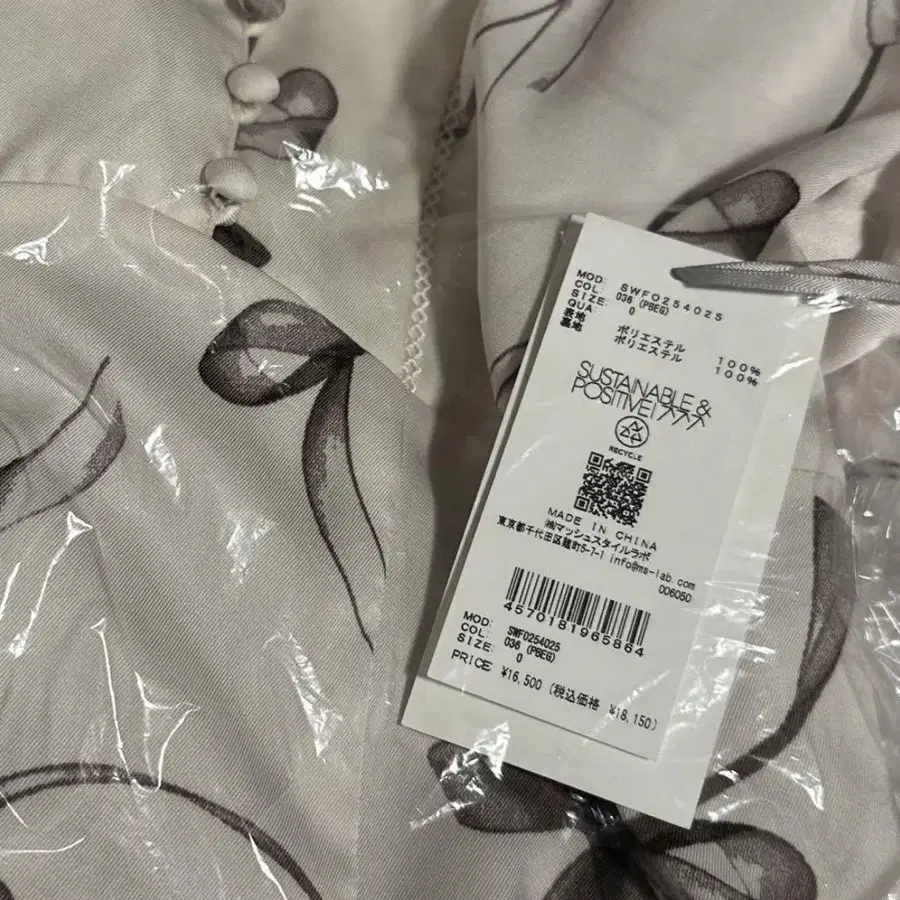 MOD: SWF0254025
COL: 036 (PBEG)
SIZE: 0
QUA:
表地 ポリエステル 100%
裏地 ポリエステル 100%
SUSTAINABLE &
POSITIVE!
RECYCLE
MADE IN CHINA
㈱マッシュスタイルラボ
東京都千代田区麹町5-7-1 info@ms-lab.com
006060
4570181965864
MOD: SWF0254025
COL: 036 (PBEG)
SIZE: 0
PRICE: ¥16,500 (税込価格 ¥18,150)